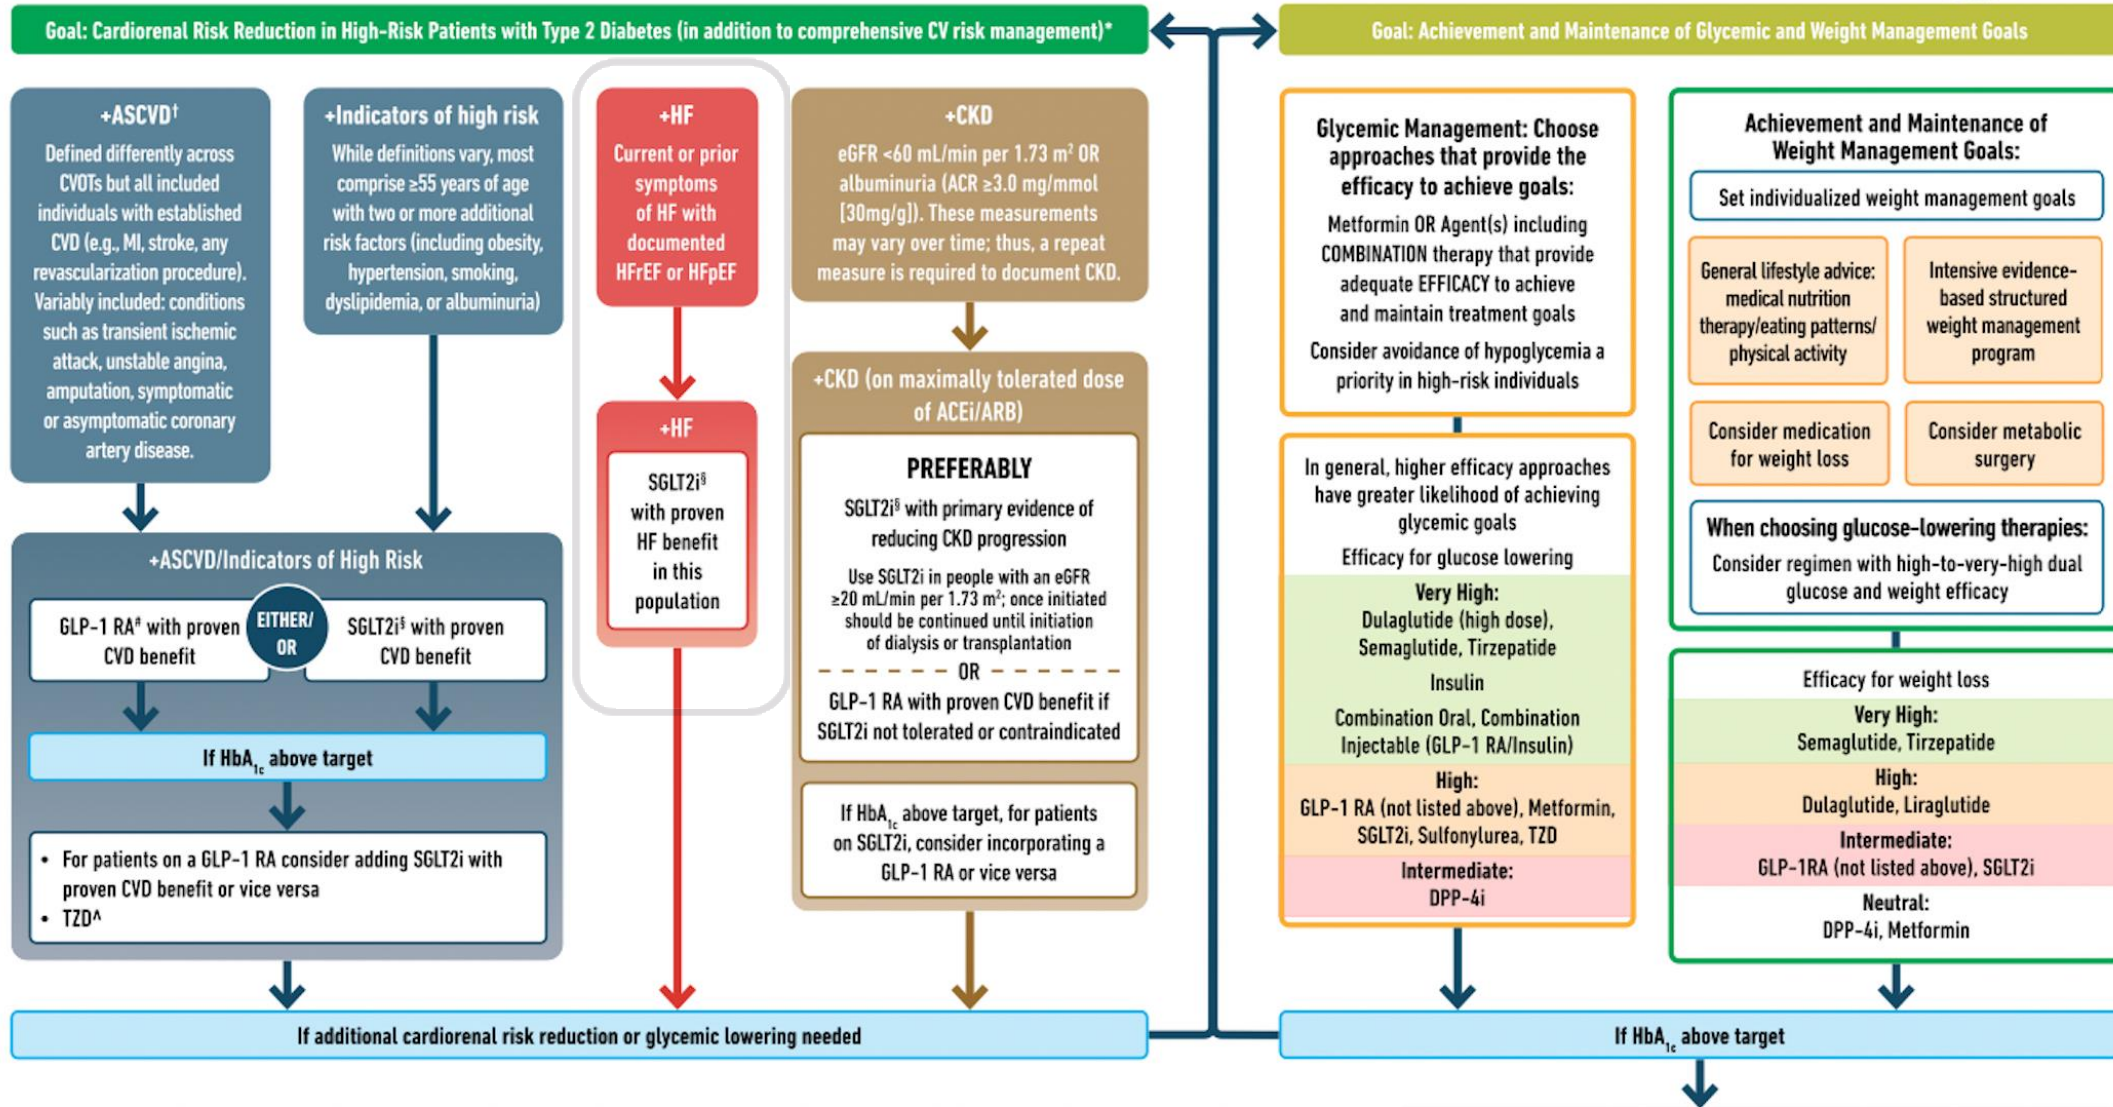 Goal: Cardiorenal Risk Reduction in High-Risk Patients with Type 2 Diabetes (in addition to comprehensive CV risk management)*
+ASCVD†
Defined differently across
CVOTs but all included
individuals with established
CVD (e.g., MI, stroke, any
revascularization procedure).
Variably included: conditions
such as transient ischemic
attack, unstable angina,
amputation, symptomatic
or asymptomatic coronary
artery disease.
+Indicators of high risk
While definitions vary, most
comprise ≥55 years of age
with two or more additional
risk factors (including obesity,
hypertension, smoking,
dyslipidemia, or albuminuria)
+ASCVD/Indicators of High Risk
GLP-1 RA# with proven
CVD benefit
EITHER/
OR
SGLT2i§ with proven
CVD benefit
If HbA1c above target
• For patients on a GLP-1 RA consider adding SGLT2i with
proven CVD benefit or vice versa
• TZD^
+HF
Current or prior
symptoms
of HF with
documented
HFrEF or HFpEF
+HF
SGLT2i§
with proven
HF benefit
in this
population
+CKD
eGFR <60 mL/min per 1.73 m² OR
albuminuria (ACR ≥3.0 mg/mmol
[30mg/g]). These measurements
may vary over time; thus, a repeat
measure is required to document CKD.
+CKD (on maximally tolerated dose
of ACEi/ARB)
PREFERABLY
SGLT2i§ with primary evidence of
reducing CKD progression
Use SGLT2i in people with an eGFR
≥20 mL/min per 1.73 m²; once initiated
should be continued until initiation
of dialysis or transplantation
OR
GLP-1 RA with proven CVD benefit if
SGLT2i not tolerated or contraindicated
If HbA1c above target, for patients
on SGLT2i, consider incorporating a
GLP-1 RA or vice versa
If additional cardiorenal risk reduction or glycemic lowering needed
Goal: Achievement and Maintenance of Glycemic and Weight Management Goals
Glycemic Management: Choose
approaches that provide the
efficacy to achieve goals:
Metformin OR Agent(s) including
COMBINATION therapy that provide
adequate EFFICACY to achieve
and maintain treatment goals
Consider avoidance of hypoglycemia a
priority in high-risk individuals
In general, higher efficacy approaches
have greater likelihood of achieving
glycemic goals
Efficacy for glucose lowering
Very High:
Dulaglutide (high dose),
Semaglutide, Tirzepatide
Insulin
Combination Oral, Combination
Injectable (GLP-1 RA/Insulin)
High:
GLP-1 RA (not listed above), Metformin,
SGLT2i, Sulfonylurea, TZD
Intermediate:
DPP-4i
Achievement and Maintenance of
Weight Management Goals:
Set individualized weight management goals
General lifestyle advice:
medical nutrition
therapy/eating patterns/
physical activity
Intensive evidence-
based structured
weight management
program
Consider medication
for weight loss
Consider metabolic
surgery
When choosing glucose-lowering therapies:
Consider regimen with high-to-very-high dual
glucose and weight efficacy
Efficacy for weight loss
Very High:
Semaglutide, Tirzepatide
High:
Dulaglutide, Liraglutide
Intermediate:
GLP-1RA (not listed above), SGLT2i
Neutral:
DPP-4i, Metformin
If HbA1c above target